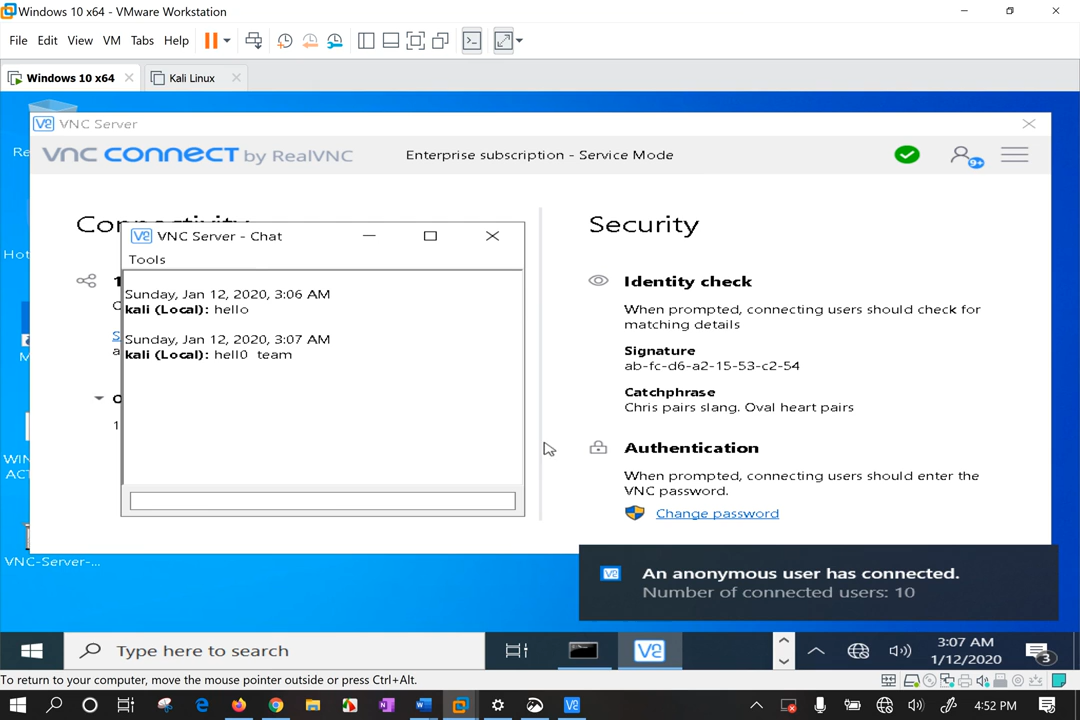 Windows 10 x64 - VMware Workstation
File Edit View VM Tabs Help
Windows 10 x64 Kali Linux
VNC Server
VNC CONNECT by RealVNC Enterprise subscription - Service Mode
9+
Security
VNC Server - Chat
Tools
Sunday, Jan 12, 2020, 3:06 AM
kali (Local): hello
Sunday, Jan 12, 2020, 3:07 AM
kali (Local): hell0 team
Identity check
When prompted, connecting users should check for
matching details
Signature
ab-fc-d6-a2-15-53-c2-54
Catchphrase
Chris pairs slang. Oval heart pairs
Authentication
When prompted, connecting users should enter the
VNC password.
Change password
VNC-Server-...
An anonymous user has connected.
Number of connected users: 10
Type here to search
3:07 AM
1/12/2020
3
To return to your computer, move the mouse pointer outside or press Ctrl+Alt.
4:52 PM